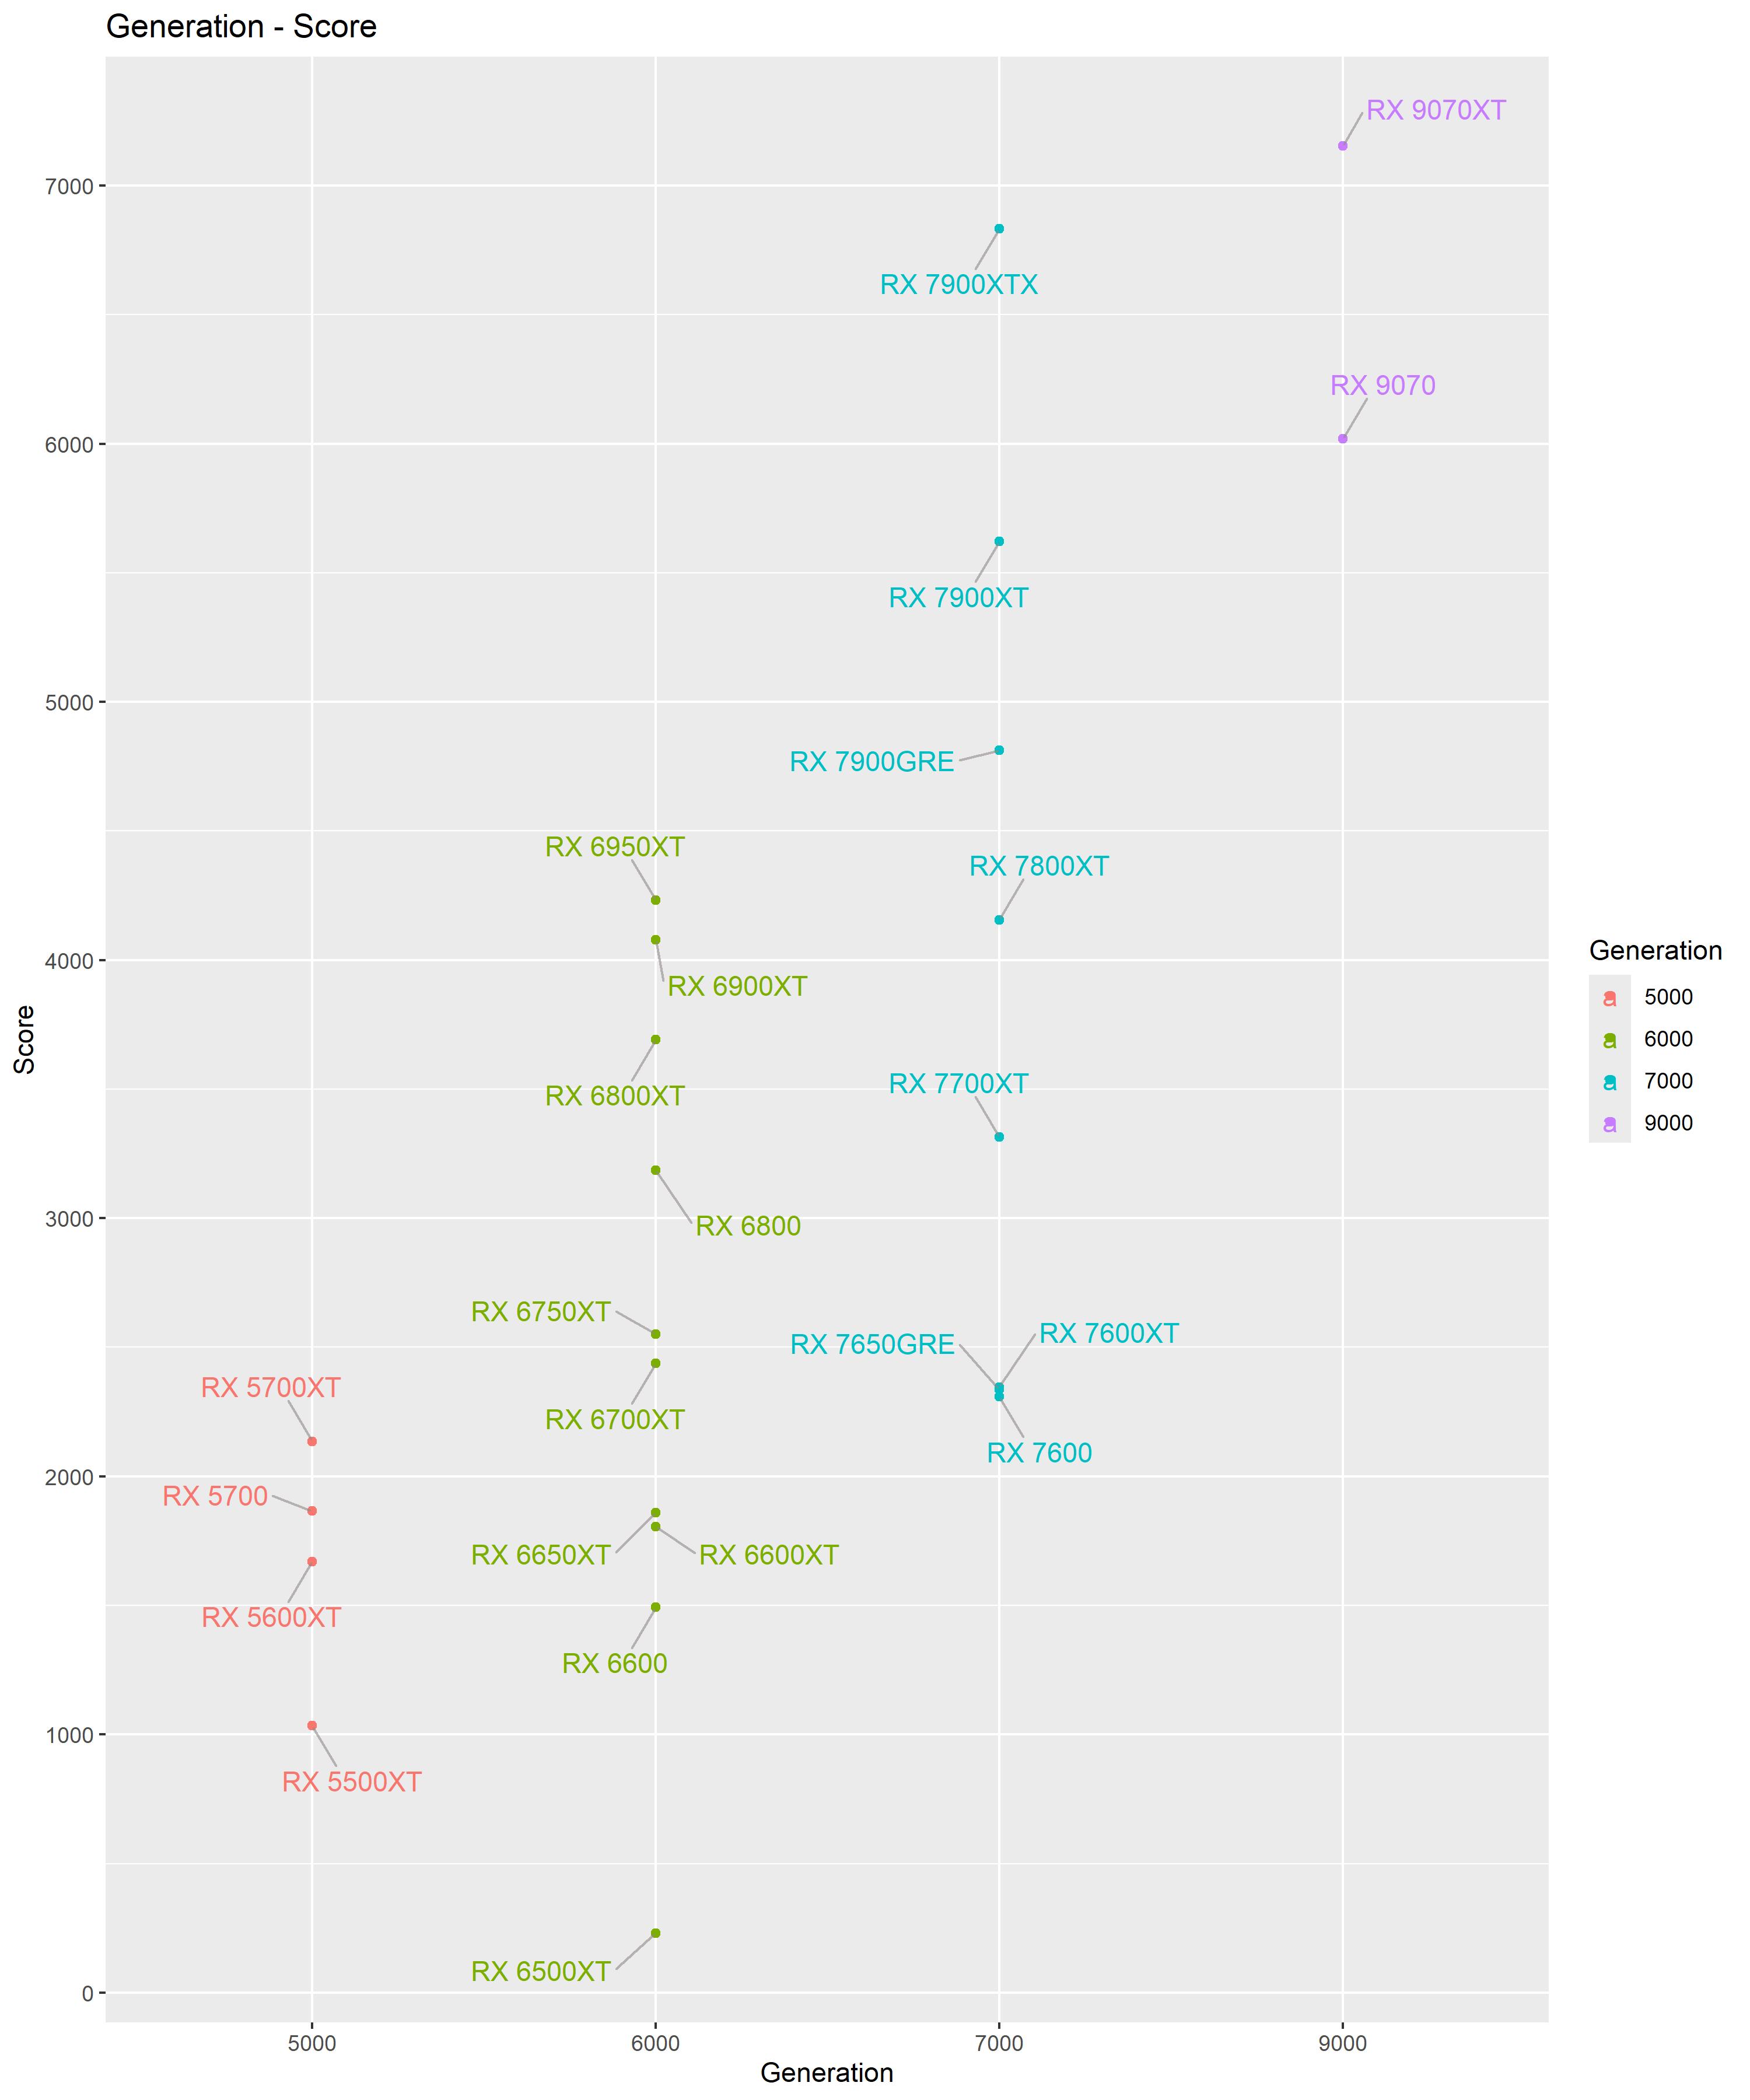 Generation - Score
RX 9070XT
7000
RX 7900XTX
RX 9070
6000
RX 7900XT
5000
RX 7900GRE
RX 6950XT
RX 7800XT
4000
RX 6900XT
Score
Generation
5000
6000
7000
9000
RX 7700XT
RX 6800XT
3000
RX 6800
RX 6750XT
RX 7600XT
RX 7650GRE
RX 5700XT
RX 6700XT
RX 7600
2000
RX 5700
RX 6650XT
RX 6600XT
RX 5600XT
RX 6600
1000
RX 5500XT
RX 6500XT
0
5000
6000
7000
9000
Generation